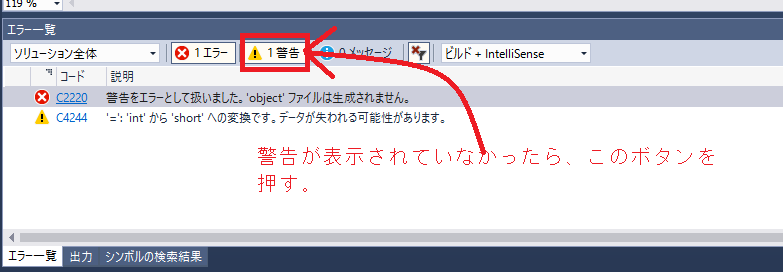 119 %
エラー一覧
ソリューション全体 1 エラー 1 警告 0 メッセージ ビルド + IntelliSense
コード 説明
C2220 警告をエラーとして扱いました。'object' ファイルは生成されません。
C4244 '=': 'int' から 'short' への変換です。データが失われる可能性があります。
警告が表示されていなかったら、このボタンを
押す。
エラー一覧 出力 シンボルの検索結果